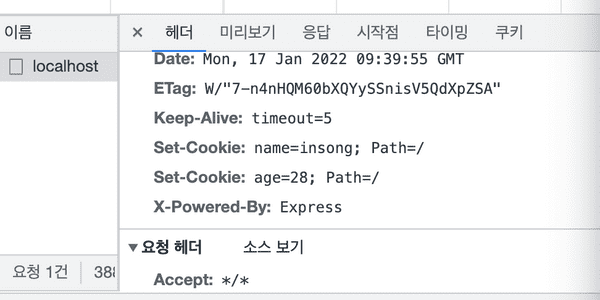 이름
× 헤더 미리보기 응답 시작점 타이밍 쿠키
localhost
Date: Mon, 17 Jan 2022 09:39:55 GMT
ETag: W/"7-n4nHQM60bXQYySSnisV5QdXpZSA"
Keep-Alive: timeout=5
Set-Cookie: name=insong; Path=/
Set-Cookie: age=28; Path=/
X-Powered-By: Express
▼요청 헤더 소스 보기
요청 1건 388
Accept: */*